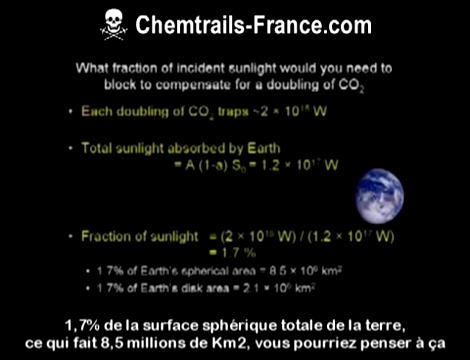 Chemtrails-France.com
What fraction of incident sunlight would you need to
block to compensate for a doubling of CO₂
• Each doubling of CO₂ traps ~2 × 10¹⁵ W
• Total sunlight absorbed by Earth
= A (1-a) S₀ = 1.2 × 10¹⁷ W
• Fraction of sunlight = (2 × 10¹⁵ W) / (1.2 × 10¹⁷ W)
= 1.7 %
• 1.7% of Earth's spherical area = 8.5 × 10⁶ km²
• 1.7% of Earth's disk area = 2.1 × 10⁶ km²
1,7% de la surface sphérique totale de la terre,
ce qui fait 8,5 millions de Km2, vous pourriez penser à ça